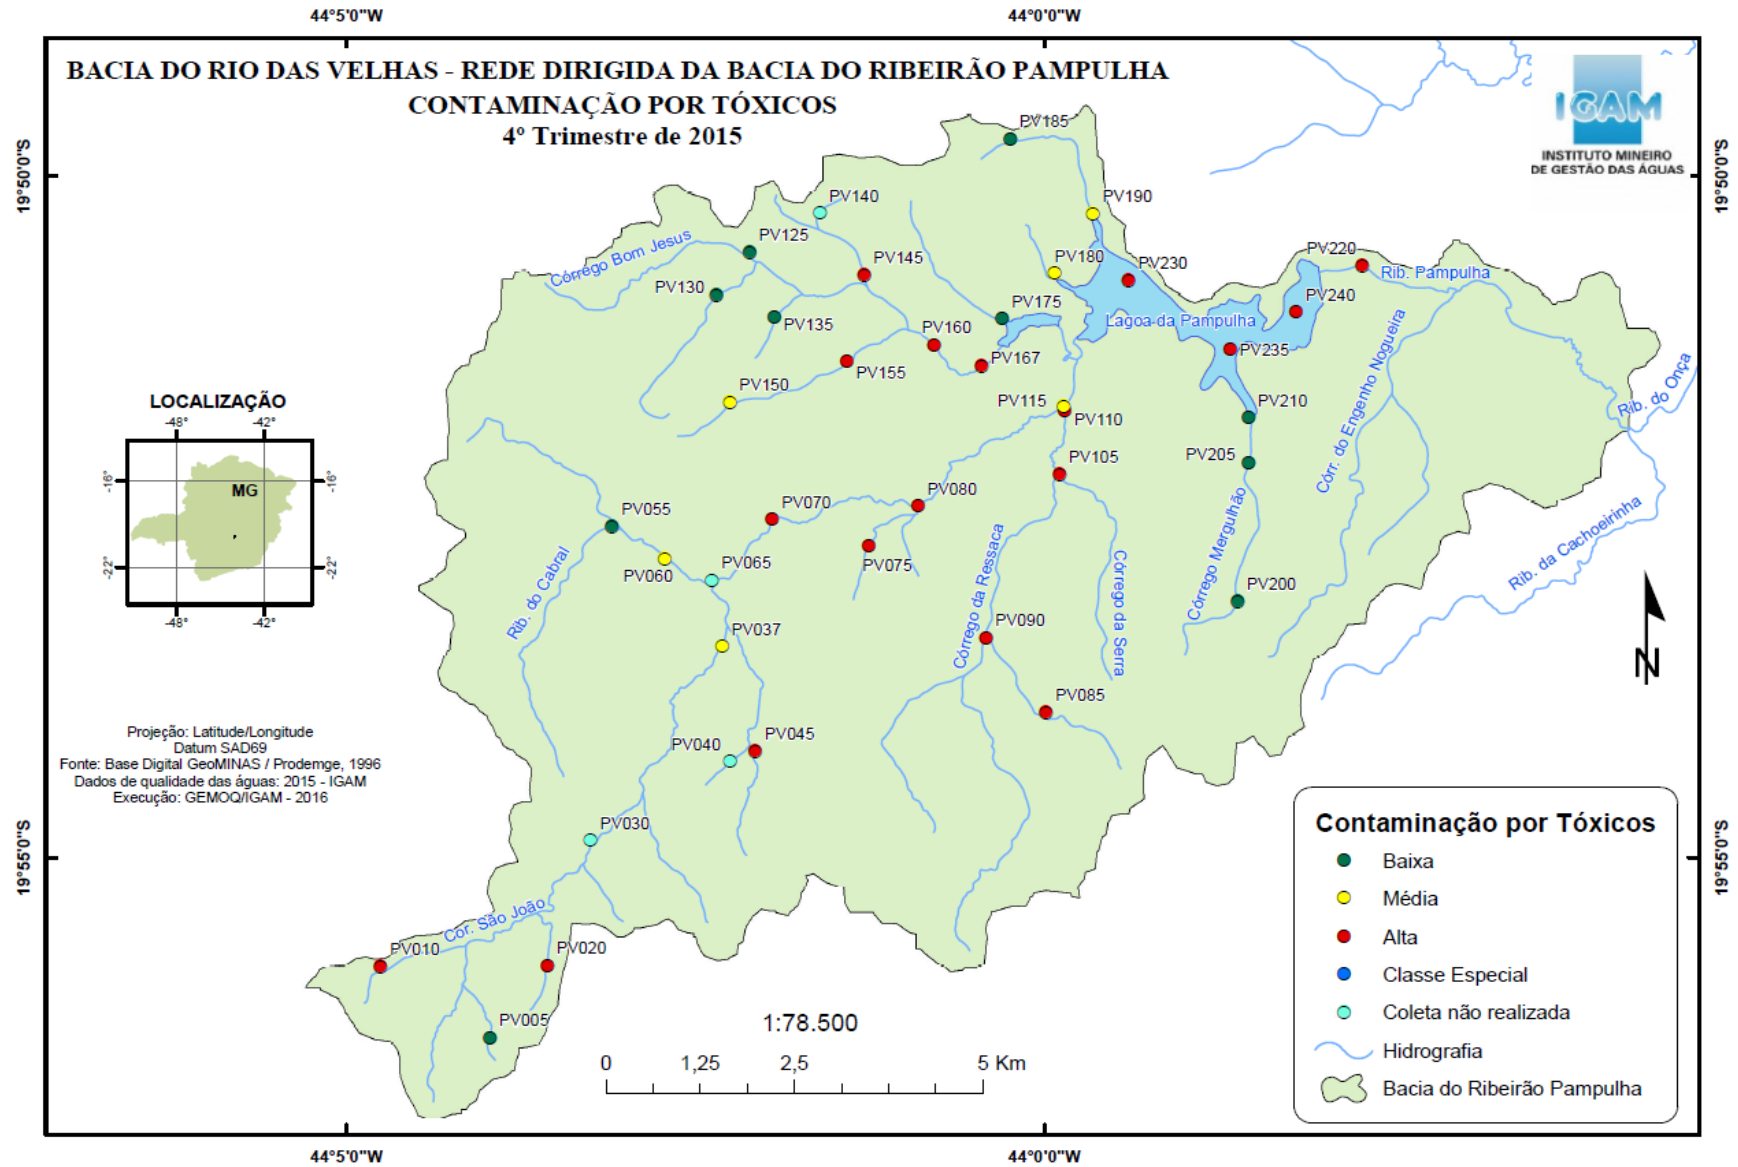 44°5'0"W
44°0'0"W
BACIA DO RIO DAS VELHAS - REDE DIRIGIDA DA BACIA DO RIBEIRÃO PAMPULHA
CONTAMINAÇÃO POR TÓXICOS
4º Trimestre de 2015
IGAM
INSTITUTO MINEIRO
DE GESTÃO DAS ÁGUAS
19°50'0"S
19°50'0"S
PV185
PV140
PV190
PV125
Córrego Bom Jesus
PV145
PV180
PV230
PV220
Rib. Pampulha
PV130
PV240
PV175
PV135
PV160
Lagoa da Pampulha
PV235
PV167
PV155
PV150
Córr. do Engenho Nogueira
Rib. do Onça
PV115
PV110
PV210
PV105
PV205
LOCALIZAÇÃO
-48°
-42°
-16°
-16°
MG
-22°
-22°
-48°
-42°
PV080
PV070
PV055
PV065
PV060
PV075
Rib. do Cabral
Córrego da Ressaca
Córrego da Serra
Córrego Mergulhão
Rib. da Cachoeirinha
PV200
PV037
PV090
N
PV085
PV045
PV040
Projeção: Latitude/Longitude
Datum SAD69
Fonte: Base Digital GeoMINAS / Prodemge, 1996
Dados de qualidade das águas: 2015 - IGAM
Execução: GEMOQ/IGAM - 2016
PV030
19°55'0"S
19°55'0"S
Cor. São João
PV010
PV020
PV005
1:78.500
0
1,25
2,5
5 Km
Contaminação por Tóxicos
Baixa
Média
Alta
Classe Especial
Coleta não realizada
Hidrografia
Bacia do Ribeirão Pampulha
44°5'0"W
44°0'0"W